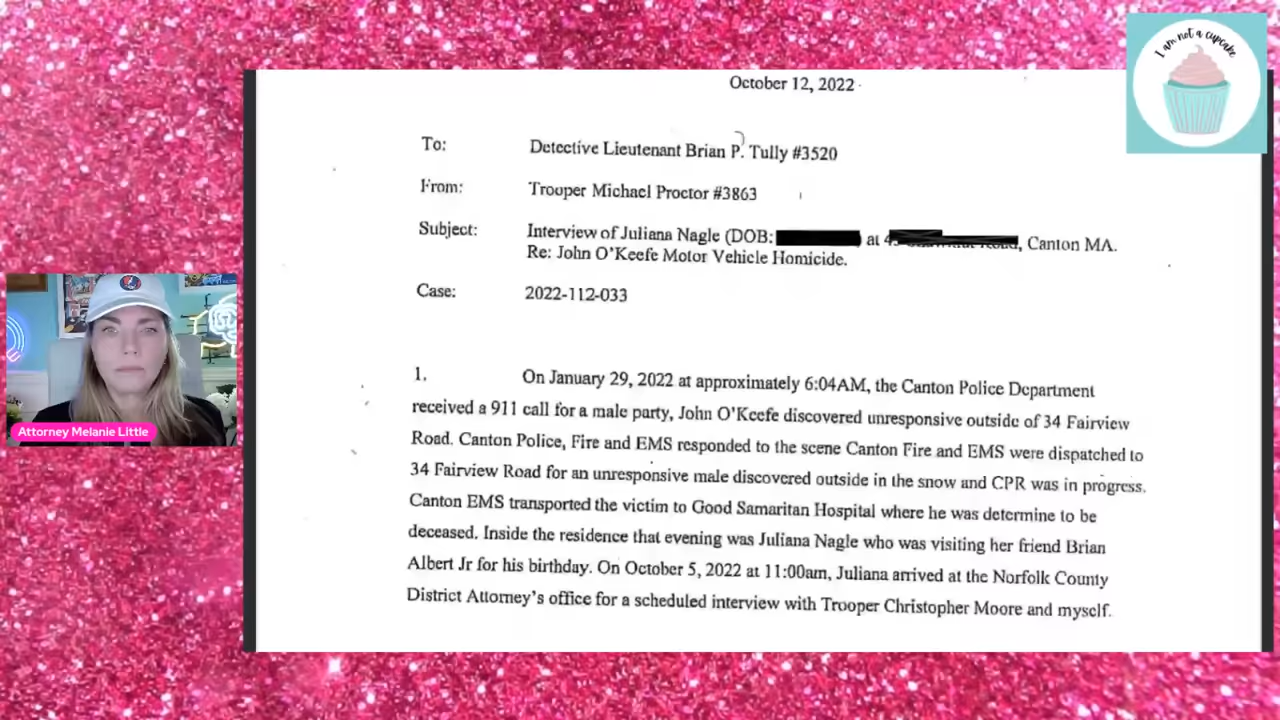 I am not a cupcake
October 12, 2022
To: Detective Lieutenant Brian P. Tully #3520
From: Trooper Michael Proctor #3863
Subject: Interview of Juliana Nagle (DOB: ) at 4 , Canton MA.
Re: John O'Keefe Motor Vehicle Homicide.
Case: 2022-112-033
1. On January 29, 2022 at approximately 6:04AM, the Canton Police Department
received a 911 call for a male party, John O'Keefe discovered unresponsive outside of 34 Fairview
Road. Canton Police, Fire and EMS responded to the scene Canton Fire and EMS were dispatched to
34 Fairview Road for an unresponsive male discovered outside in the snow and CPR was in progress.
Canton EMS transported the victim to Good Samaritan Hospital where he was determine to be
deceased. Inside the residence that evening was Juliana Nagle who was visiting her friend Brian
Albert Jr for his birthday. On October 5, 2022 at 11:00am, Juliana arrived at the Norfolk County
District Attorney's office for a scheduled interview with Trooper Christopher Moore and myself.
Attorney Melanie Little